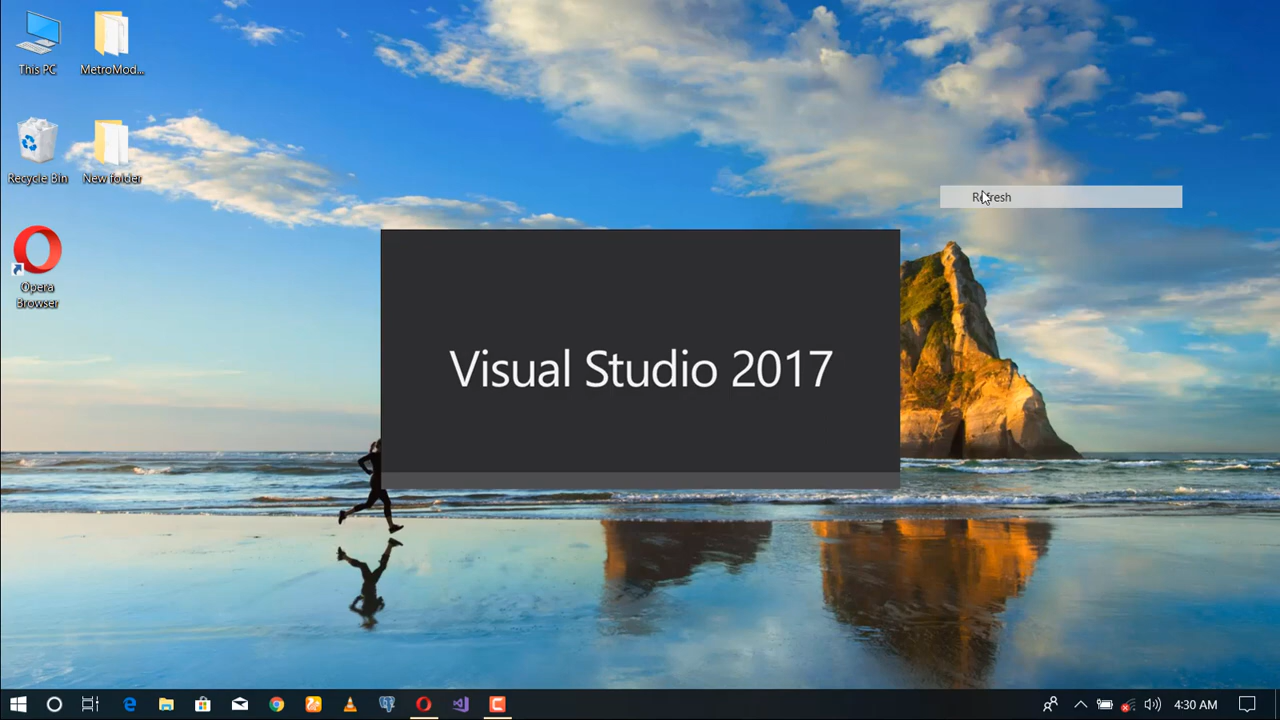 This PC
MetroMod...
Recycle Bin
New folder
Opera
Browser
Refresh
Visual Studio 2017
4:30 AM